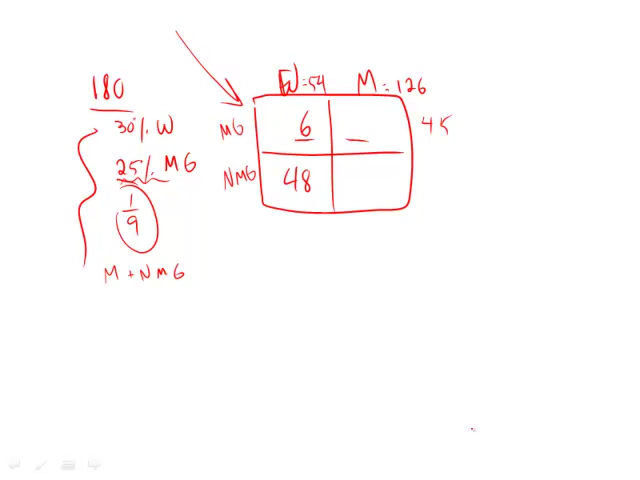 180
30% W
25% MG
1/9
M + NMG
W = 54 M = 126
MG 6 _ 45
NMG 48